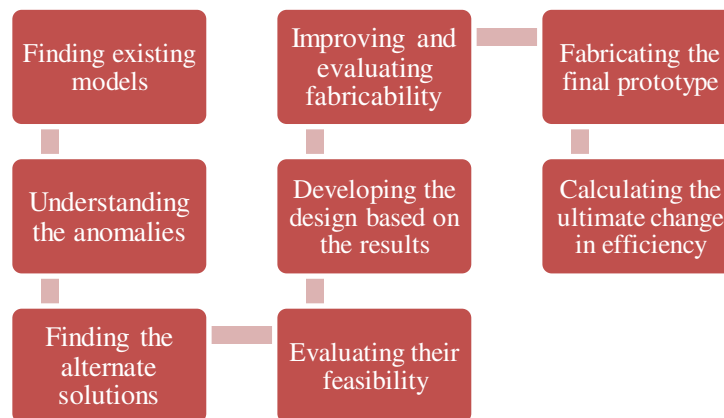 Finding existing
models
Understanding
the anomalies
Finding the
alternate
solutions
Evaluating their
feasibility
Developing the
design based on
the results
Improving and
evaluating
fabricability
Fabricating the
final prototype
Calculating the
ultimate change
in efficiency